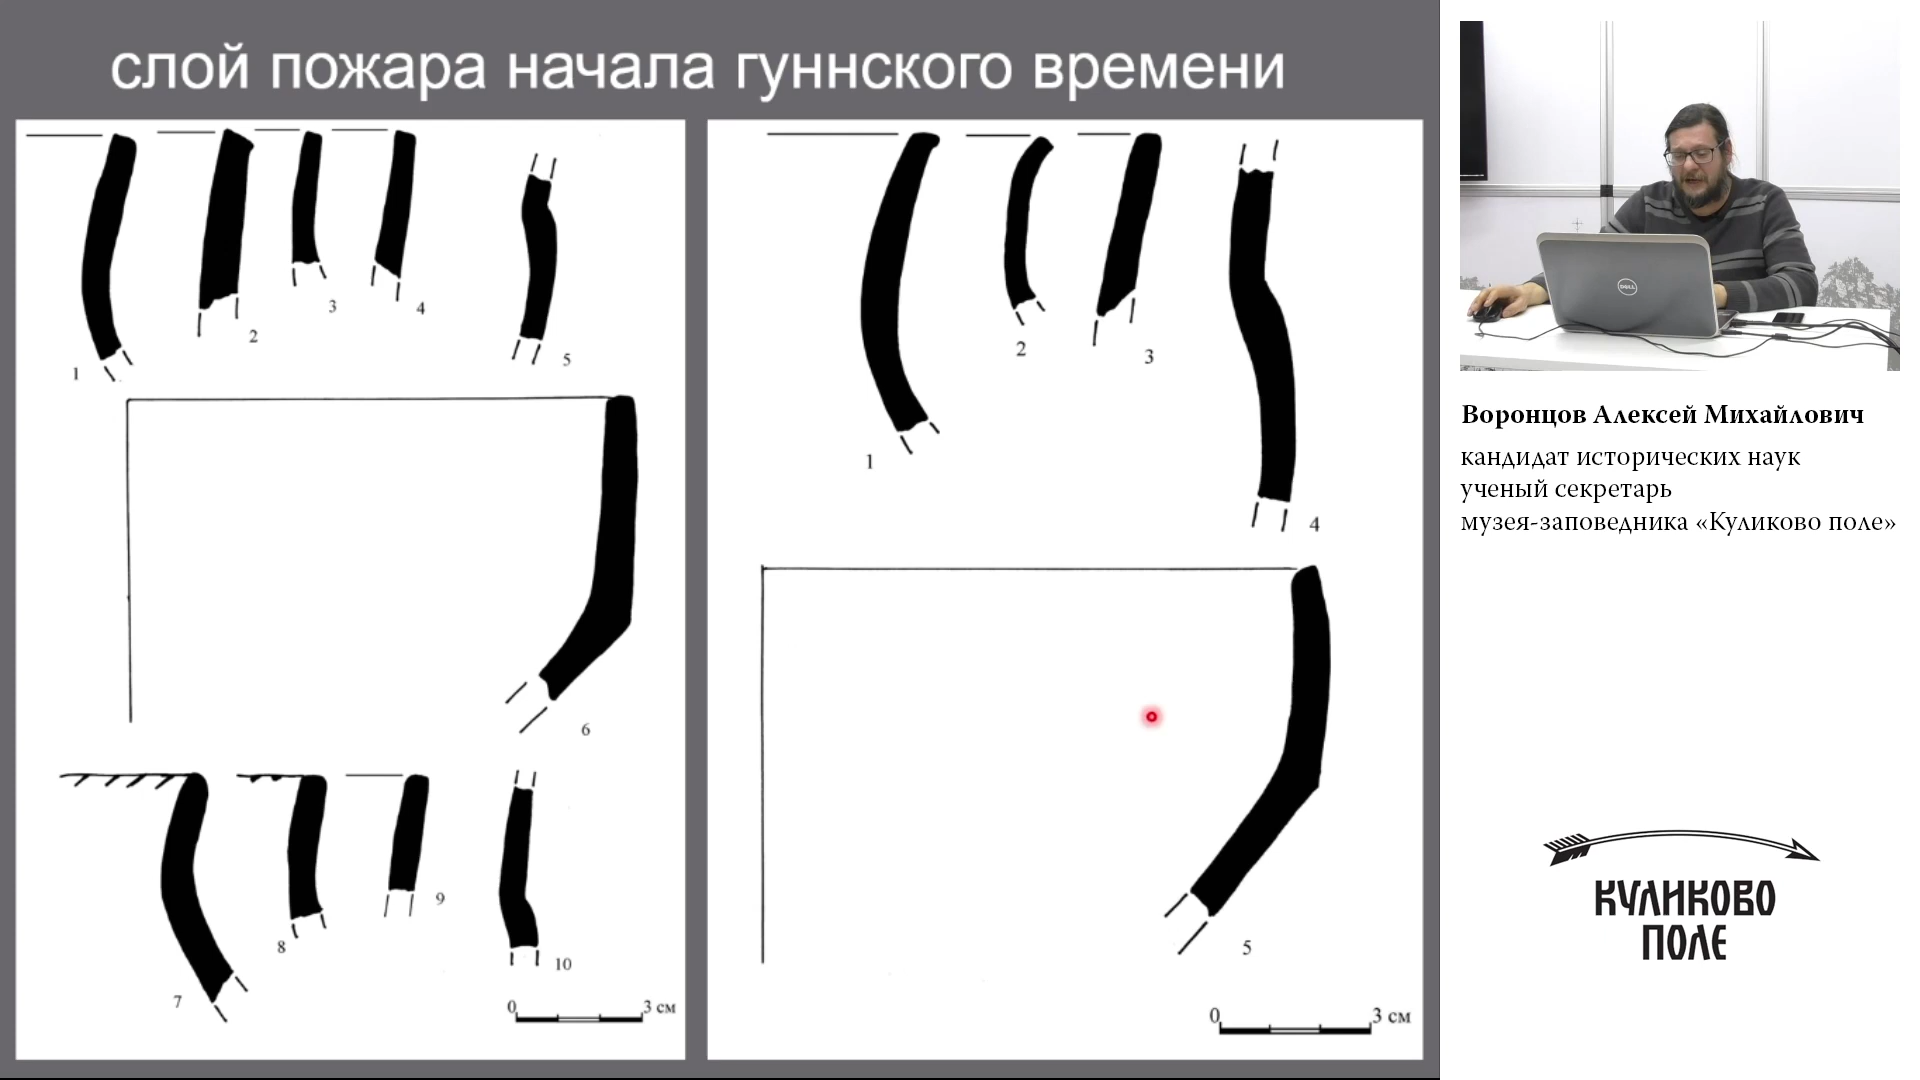 слой пожара начала гуннского времени
1
2
3
4
5
6
7
8
9
10
0 3 см
1
2
3
4
5
0 3 см
DELL
Воронцов Алексей Михайлович
кандидат исторических наук
ученый секретарь
музея-заповедника «Куликово поле»
КУЛИКОВО
ПОЛЕ